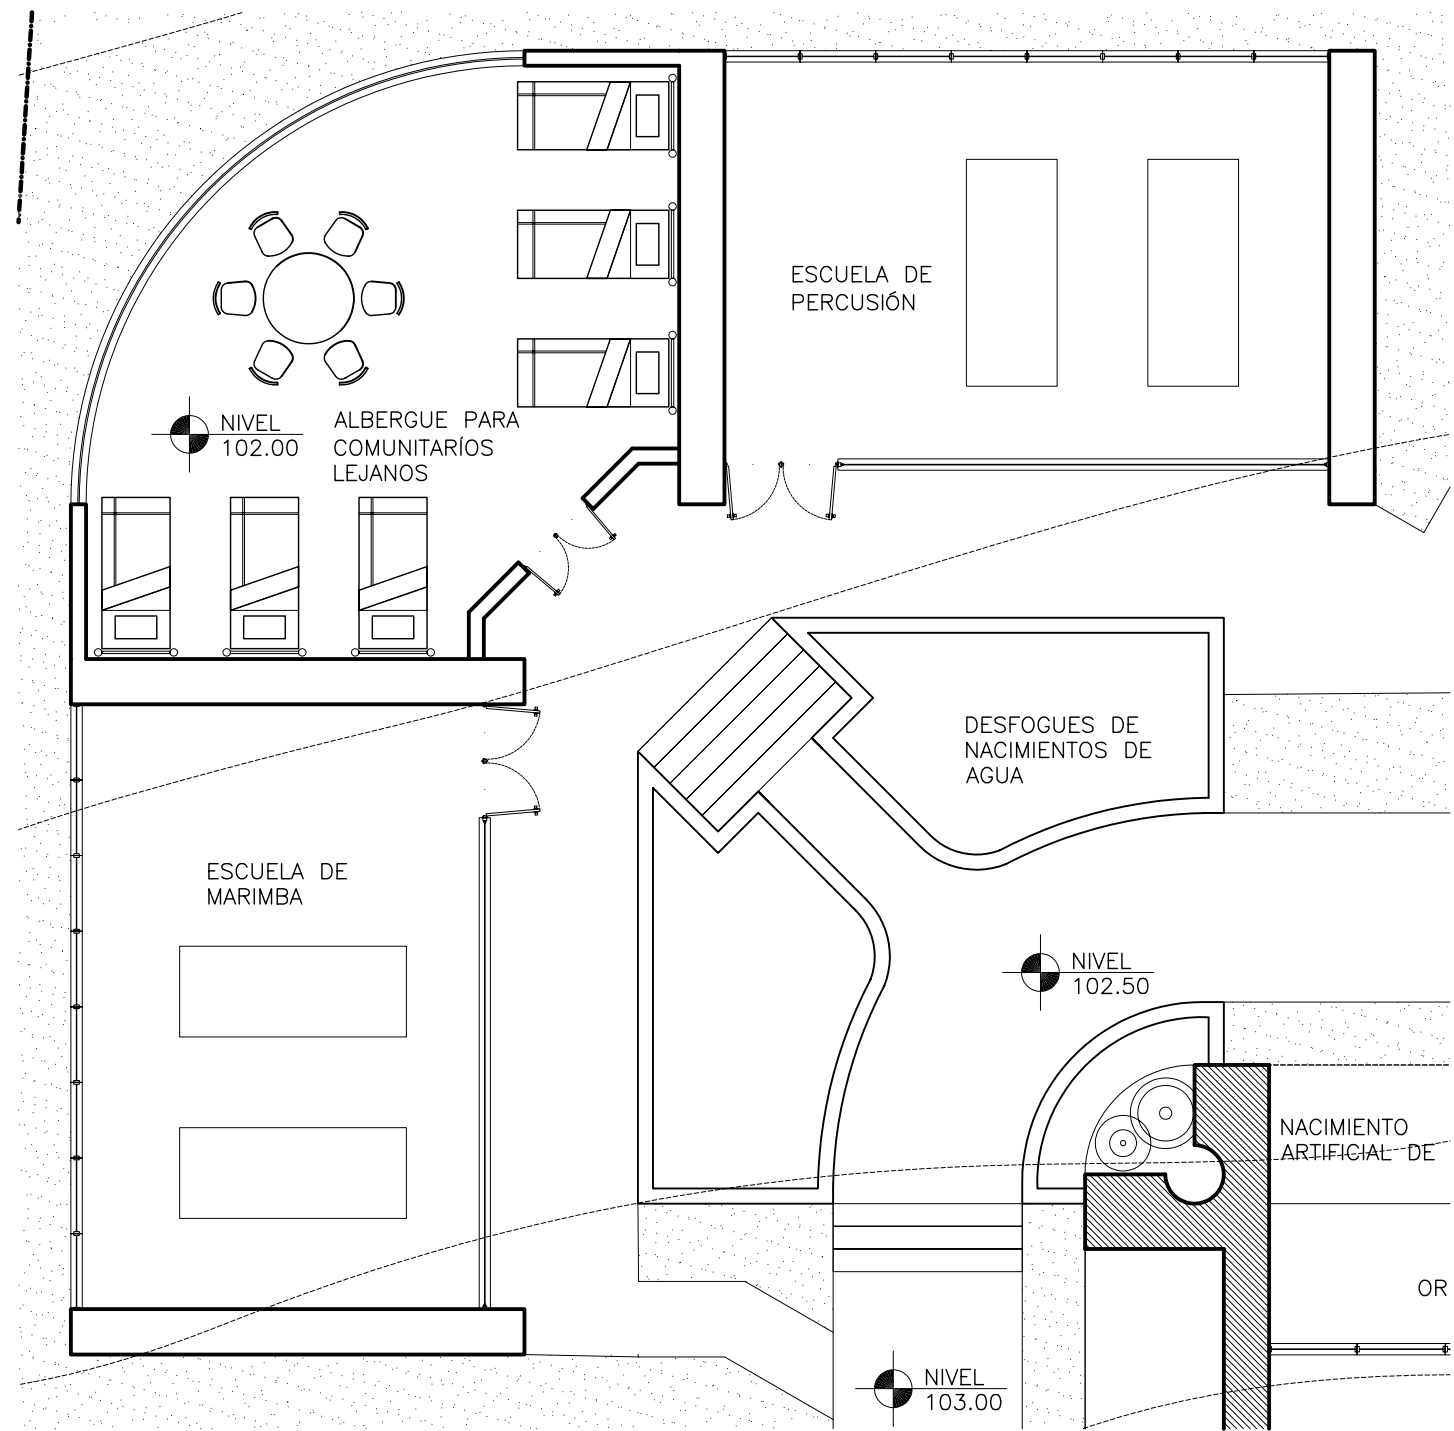 ESCUELA DE
PERCUSIÓN
NIVEL
102.00
ALBERGUE PARA
COMUNITARÍOS
LEJANOS
DESFOGUES DE
NACIMIENTOS DE
AGUA
ESCUELA DE
MARIMBA
NIVEL
102.50
NACIMIENTO
ARTIFICIAL DE
OR
NIVEL
103.00